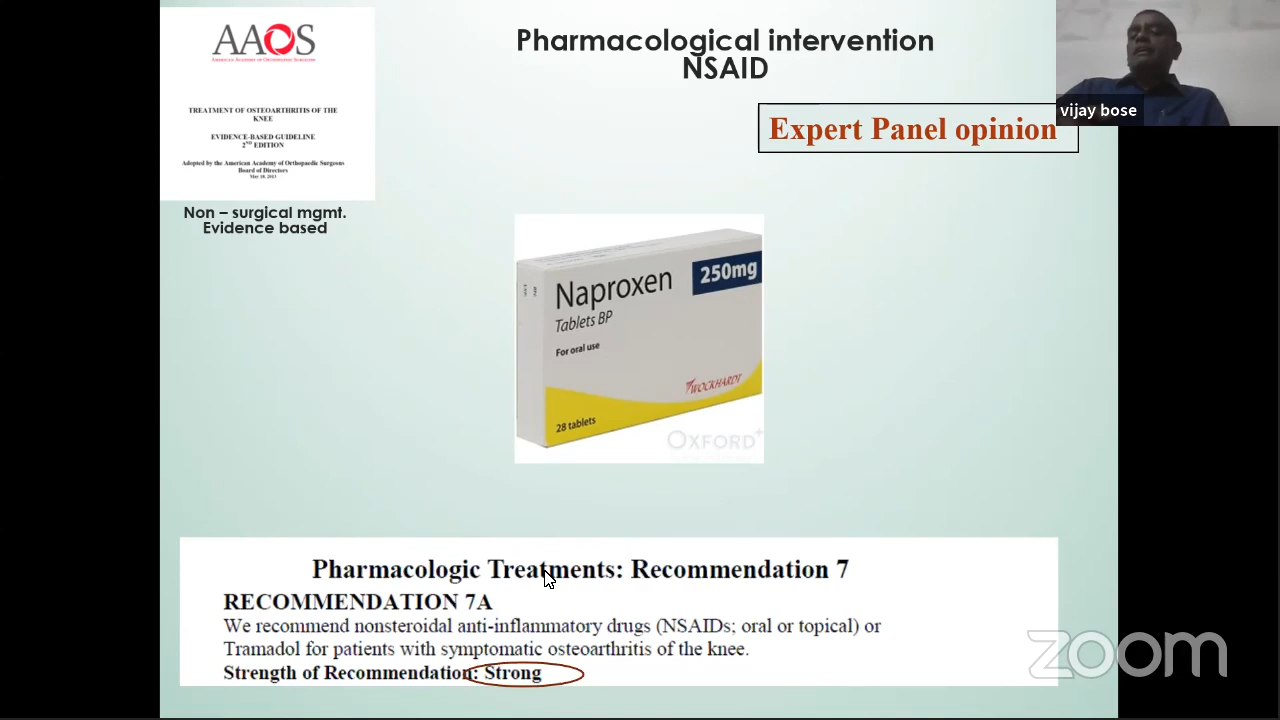 AAOS
AMERICAN ACADEMY OF ORTHOPAEDIC SURGEONS
TREATMENT OF OSTEOARTHRITIS OF THE
KNEE
EVIDENCE-BASED GUIDELINE
2ND EDITION
Adopted by the American Academy of Orthopaedic Surgeons
Board of Directors
May 18, 2013
Non – surgical mgmt.
Evidence based
Pharmacological intervention
NSAID
vijay bose
Expert Panel opinion
Naproxen
250mg
Tablets BP
For oral use
WOCKHARDT
28 tablets
OXFORD
Pharmacologic Treatments: Recommendation 7
RECOMMENDATION 7A
We recommend nonsteroidal anti-inflammatory drugs (NSAIDs; oral or topical) or
Tramadol for patients with symptomatic osteoarthritis of the knee.
Strength of Recommendation: Strong
zoom